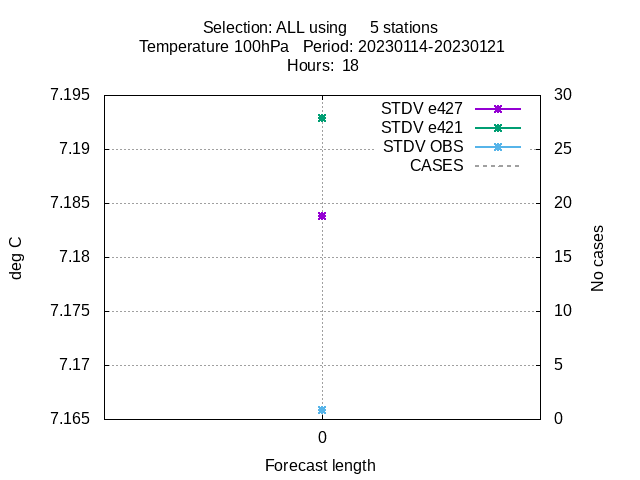 Selection: ALL using     5 stations
Temperature 100hPa   Period: 20230114-20230121
Hours:  18
7.195
7.19
7.185
7.18
7.175
7.17
7.165
30
25
20
15
10
5
0
STDV e427
STDV e421
STDV OBS
CASES
deg C
No cases
0
Forecast length